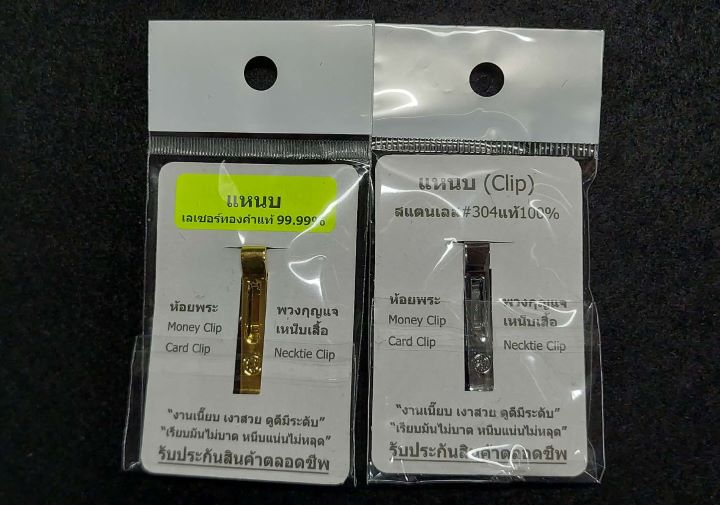 แหนบ
เลเซอร์ทองคำแท้ 99.99%
ห้อยพระ
Money Clip
Card Clip
พวงกุญแจ
เหน็บเสื้อ
Necktie Clip
“งานเนี๊ยบ เงาสวย ดูดีมีระดับ”
“เรียบมันไม่บาด หนีบแน่นไม่หลุด”
รับประกันสินค้าตลอดชีพ
แหนบ (Clip)
สแตนเลส#304แท้100%
ห้อยพระ
Money Clip
Card Clip
พวงกุญแจ
เหน็บเสื้อ
Necktie Clip
“งานเนี๊ยบ เงาสวย ดูดีมีระดับ”
“เรียบมันไม่บาด หนีบแน่นไม่หลุด”
รับประกันสินค้าตลอดชีพ